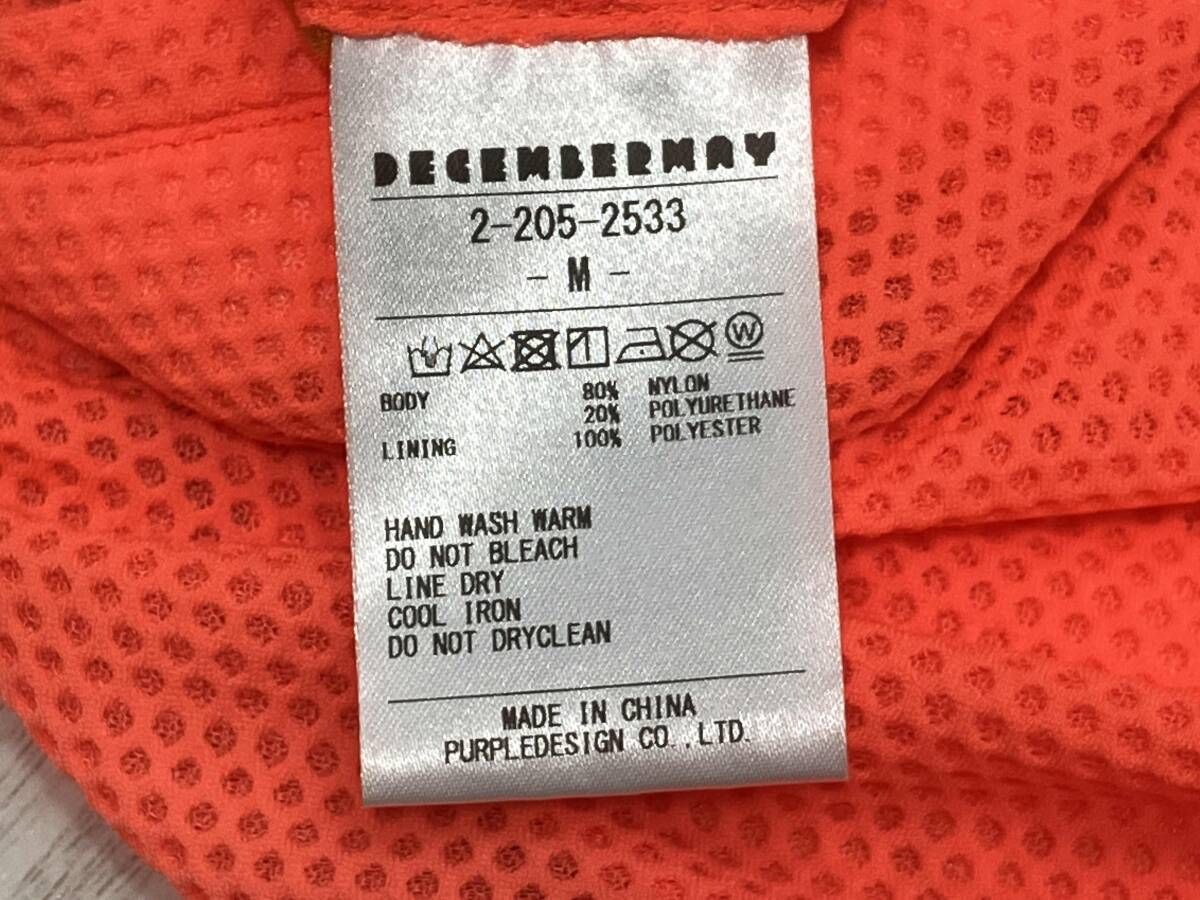 DECEMBERMAY
2-205-2533
- M -
W
BODY 80% NYLON
20% POLYURETHANE
LINING 100% POLYESTER
HAND WASH WARM
DO NOT BLEACH
LINE DRY
COOL IRON
DO NOT DRYCLEAN
MADE IN CHINA
PURPLEDESIGN CO.,LTD.